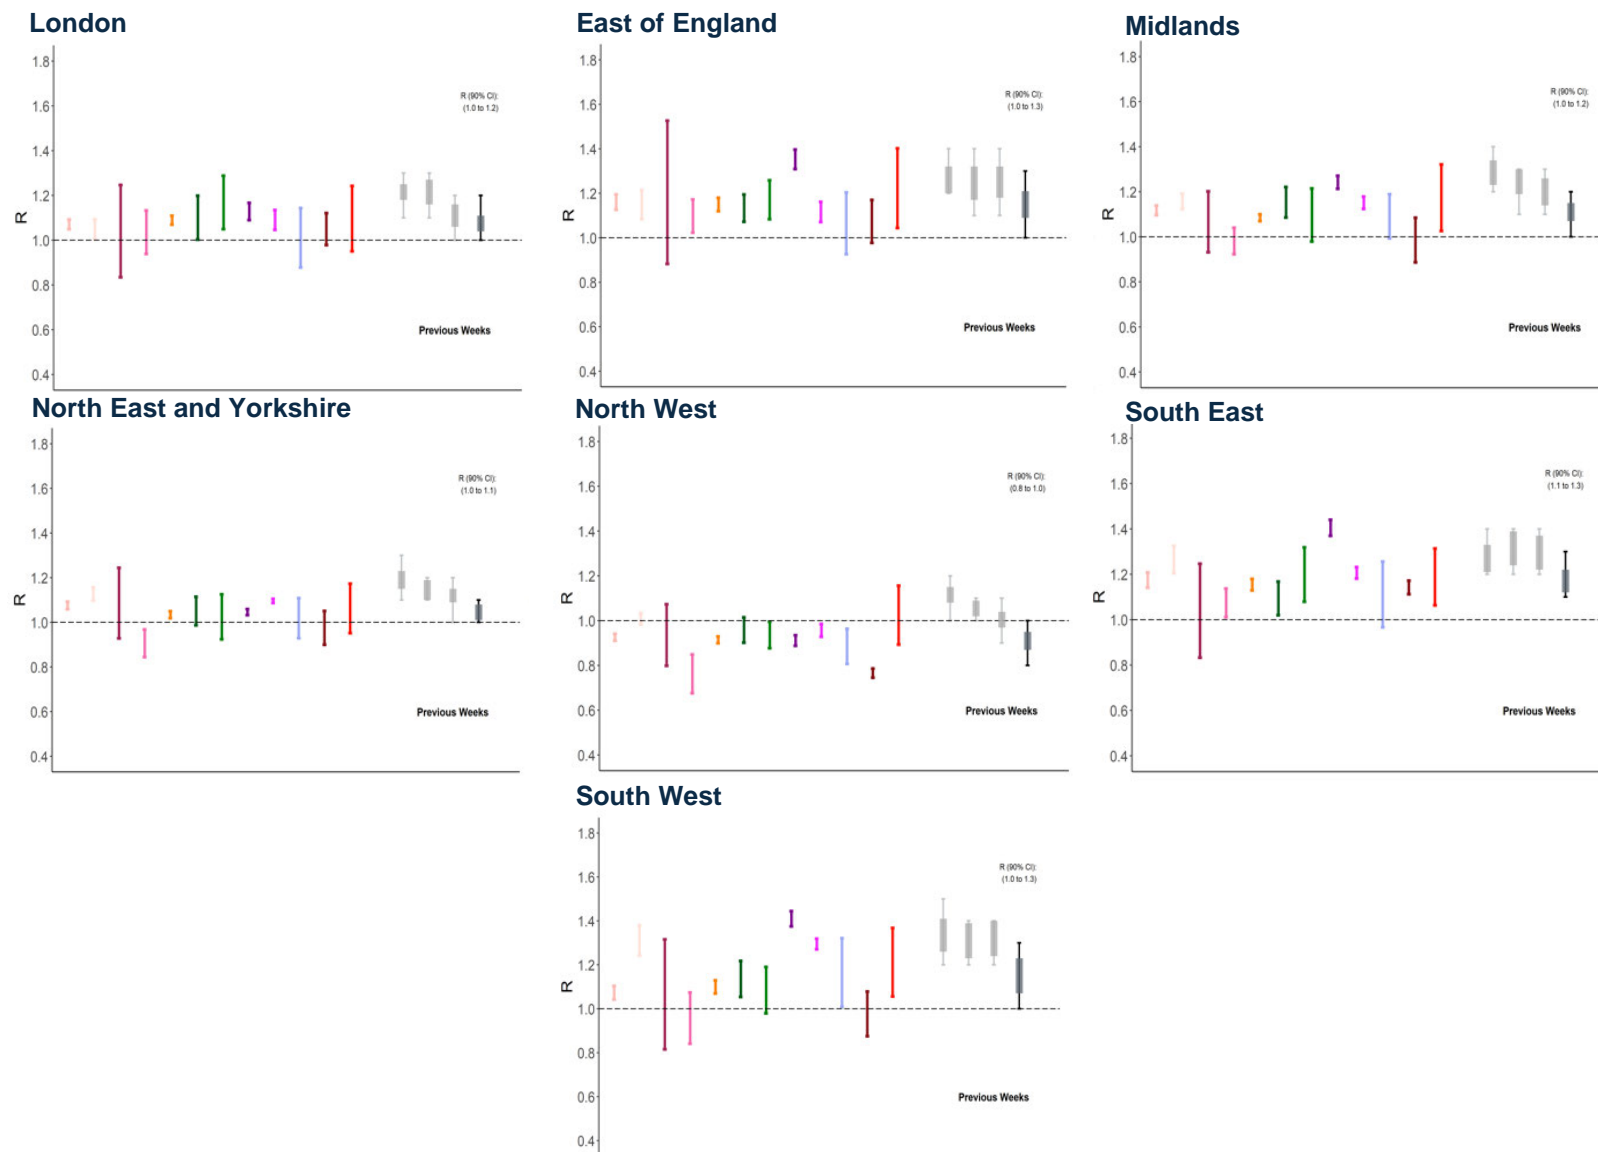 London
1.8
1.6
1.4
1.2
1.0
0.8
0.6
0.4
R
R (90% CI):
(1.0 to 1.2)
Previous Weeks
East of England
1.8
1.6
1.4
1.2
1.0
0.8
0.6
0.4
R
R (90% CI):
(1.0 to 1.3)
Previous Weeks
Midlands
1.8
1.6
1.4
1.2
1.0
0.8
0.6
0.4
R
R (90% CI):
(1.0 to 1.2)
Previous Weeks
North East and Yorkshire
1.8
1.6
1.4
1.2
1.0
0.8
0.6
0.4
R
R (90% CI):
(1.0 to 1.1)
Previous Weeks
North West
1.8
1.6
1.4
1.2
1.0
0.8
0.6
0.4
R
R (90% CI):
(0.8 to 1.0)
Previous Weeks
South East
1.8
1.6
1.4
1.2
1.0
0.8
0.6
0.4
R
R (90% CI):
(1.1 to 1.3)
Previous Weeks
South West
1.8
1.6
1.4
1.2
1.0
0.8
0.6
0.4
R
R (90% CI):
(1.0 to 1.3)
Previous Weeks